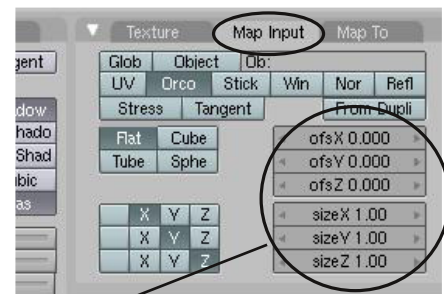 Texture Map Input Map To
gent Glob Object Ob:
UV Orco Stick Win Nor Refl
dow Stress Tangent From Dupli
hado Flat Cube ofsX 0.000
Shad Tube Sphe ofsY 0.000
ubic ofsZ 0.000
as X Y Z sizeX 1.00
X Y Z sizeY 1.00
X Y Z sizeZ 1.00